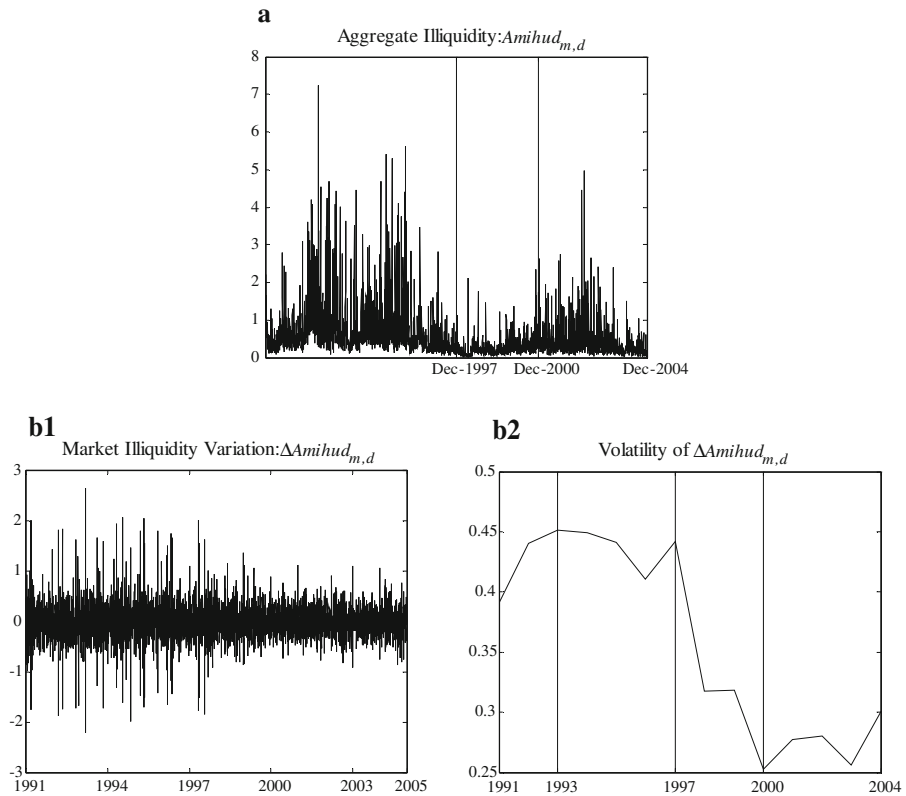 a
Aggregate Illiquidity:Amihud_{m,d}
8
7
6
5
4
3
2
1
0
Dec-1997 Dec-2000 Dec-2004
b1
Market Illiquidity Variation:ΔAmihud_{m,d}
3
2
1
0
-1
-2
-3
1991 1994 1997 2000 2003 2005
b2
Volatility of ΔAmihud_{m,d}
0.5
0.45
0.4
0.35
0.3
0.25
1991 1993 1997 2000 2004